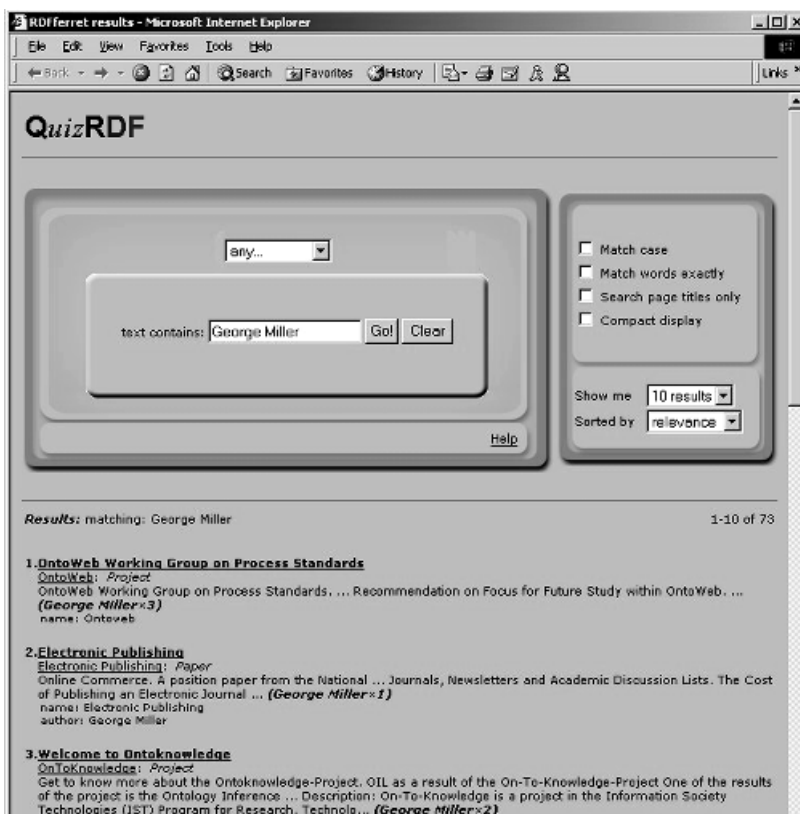 RDFferret results - Microsoft Internet Explorer
File Edit View Favorites Tools Help
Back Search Favorites History Links
QuizRDF
any...
text contains: George Miller Go! Clear
Help
Match case
Match words exactly
Search page titles only
Compact display
Show me 10 results
Sorted by relevance
Results: matching: George Miller 1-10 of 73
1.OntoWeb Working Group on Process Standards
OntoWeb: Project
OntoWeb Working Group on Process Standards. ... Recommendation on Focus for Future Study within OntoWeb. ...
(George Miller×3)
name: Ontoweb
2.Electronic Publishing
Electronic Publishing: Paper
Online Commerce. A position paper from the National ... Journals, Newsletters and Academic Discussion Lists. The Cost
of Publishing an Electronic Journal ... (George Miller×1)
name: Electronic Publishing
author: George Miller
3.Welcome to Ontoknowledge
OnToKnowledge: Project
Get to know more about the Ontoknowledge-Project. OIL as a result of the On-To-Knowledge-Project One of the results
of the project is the Ontology Inference ... Description: On-To-Knowledge is a project in the Information Society
Technologies (IST) Program for Research, Technolo... (George Miller×2)